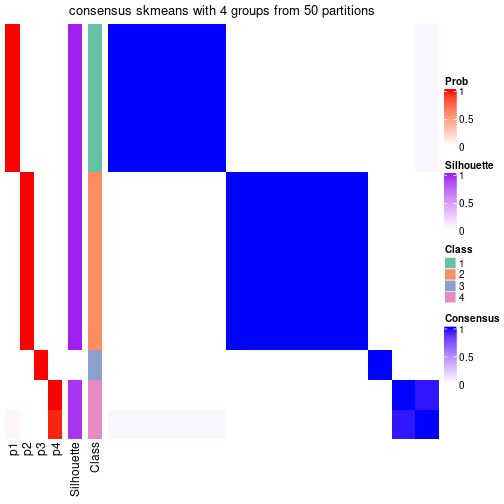 consensus skmeans with 4 groups from 50 partitions
Prob
1
0.5
0
Silhouette
1
0.5
0
Class
1
2
3
4
Consensus
1
0.5
0
p1
p2
p3
p4
Silhouette
Class